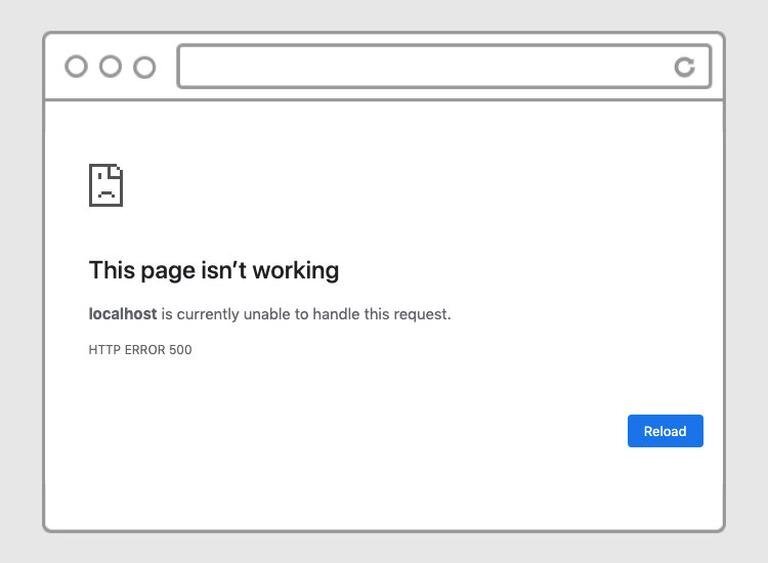 This page isn’t working
localhost is currently unable to handle this request.
HTTP ERROR 500
Reload